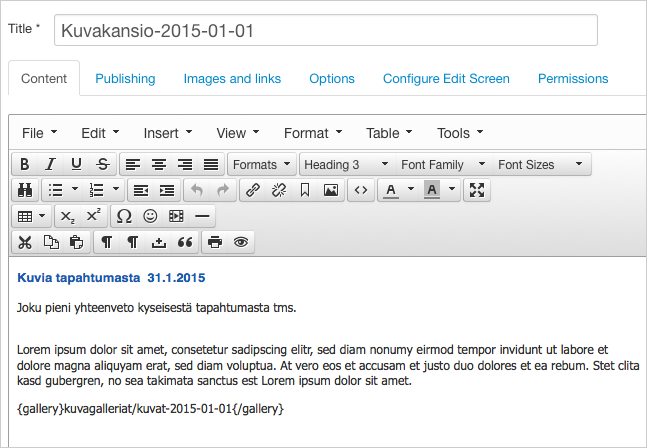 Title * Kuvakansio-2015-01-01
Content Publishing Images and links Options Configure Edit Screen Permissions
File Edit Insert View Format Table Tools
B I U S Formats Heading 3 Font Family Font Sizes
A A
X2 X2 Ω
¶ ¶
Kuvia tapahtumasta 31.1.2015
Joku pieni yhteenveto kyseisestä tapahtumasta tms.
Lorem ipsum dolor sit amet, consetetur sadipscing elitr, sed diam nonumy eirmod tempor invidunt ut labore et
dolore magna aliquyam erat, sed diam voluptua. At vero eos et accusam et justo duo dolores et ea rebum. Stet clita
kasd gubergren, no sea takimata sanctus est Lorem ipsum dolor sit amet.
{gallery}kuvagalleriat/kuvat-2015-01-01{/gallery}